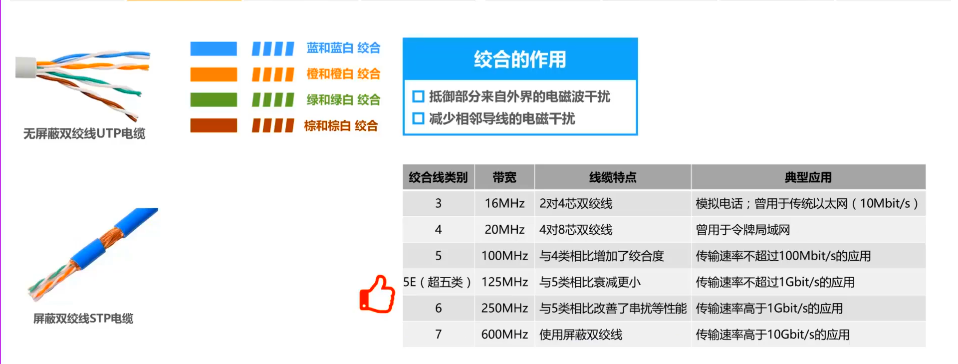 蓝和蓝白 绞合
橙和橙白 绞合
绿和绿白 绞合
棕和棕白 绞合
无屏蔽双绞线UTP电缆
绞合的作用
抵御部分来自外界的电磁波干扰
减少相邻导线的电磁干扰
屏蔽双绞线STP电缆
绞合线类别 带宽 线缆特点 典型应用
3 16MHz 2对4芯双绞线 模拟电话；曾用于传统以太网（10Mbit/s）
4 20MHz 4对8芯双绞线 曾用于令牌局域网
5 100MHz 与4类相比增加了绞合度 传输速率不超过100Mbit/s的应用
5E（超五类） 125MHz 与5类相比衰减更小 传输速率不超过1Gbit/s的应用
6 250MHz 与5类相比改善了串扰等性能 传输速率高于1Gbit/s的应用
7 600MHz 使用屏蔽双绞线 传输速率高于10Gbit/s的应用